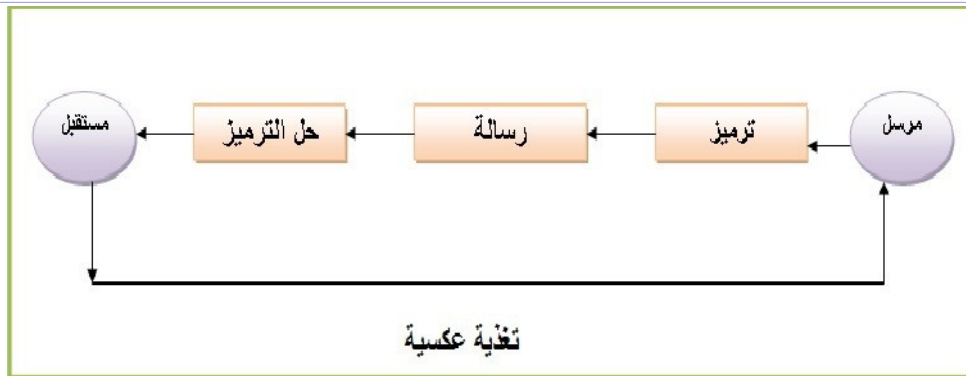 مرسل
ترميز
رسالة
حل الترميز
مستقبل
تغذية عكسية